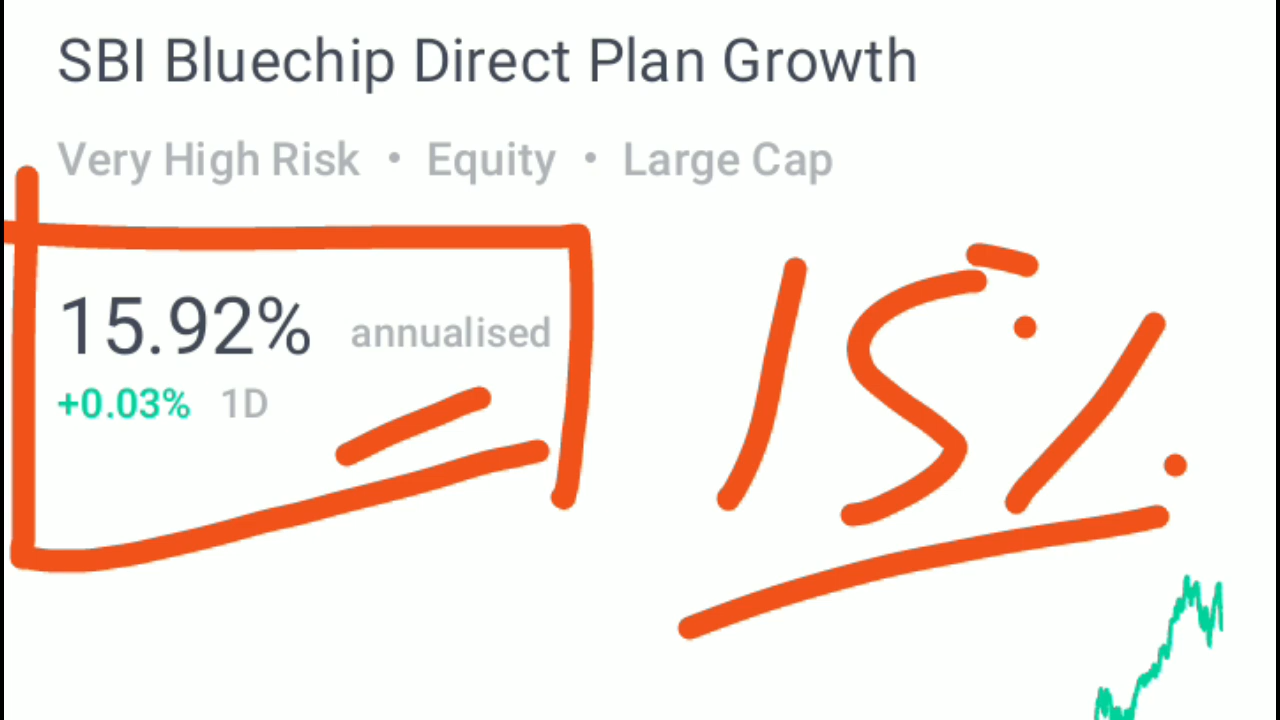 SBI Bluechip Direct Plan Growth
Very High Risk • Equity • Large Cap
15.92% annualised
+0.03% 1D
15%